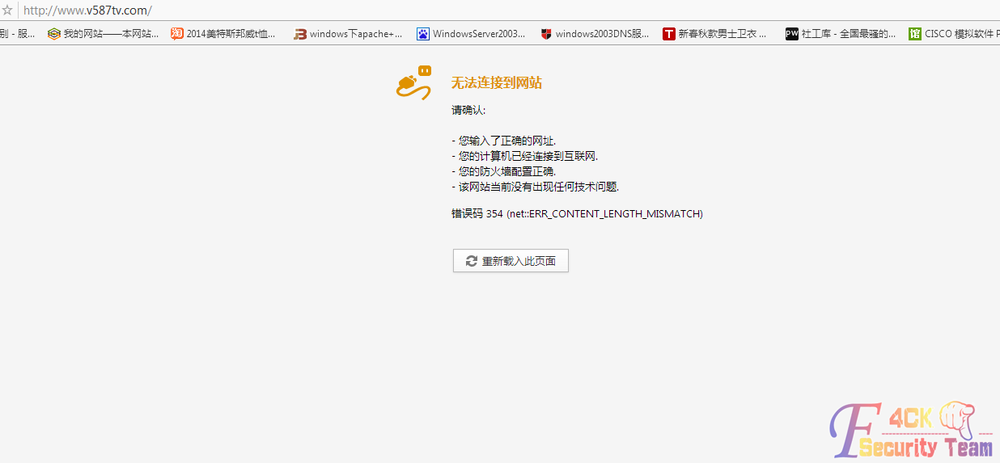 http://www.v587tv.com/
别 - 服...
我的网站——本网站...
淘
2014美特斯邦威t恤...
JB
windows下apache+...
WindowsServer2003...
windows2003DNS服...
T
新春秋款男士卫衣 ...
PW
社工库 - 全国最骚的...
馆
CISCO 模拟软件 P
无法连接到网站
请确认:
- 您输入了正确的网址.
- 您的计算机已经连接到互联网.
- 您的防火墙配置正确.
- 该网站当前没有出现任何技术问题.
错误码 354 (net::ERR_CONTENT_LENGTH_MISMATCH)
重新载入此页面
F4CK
Security Team